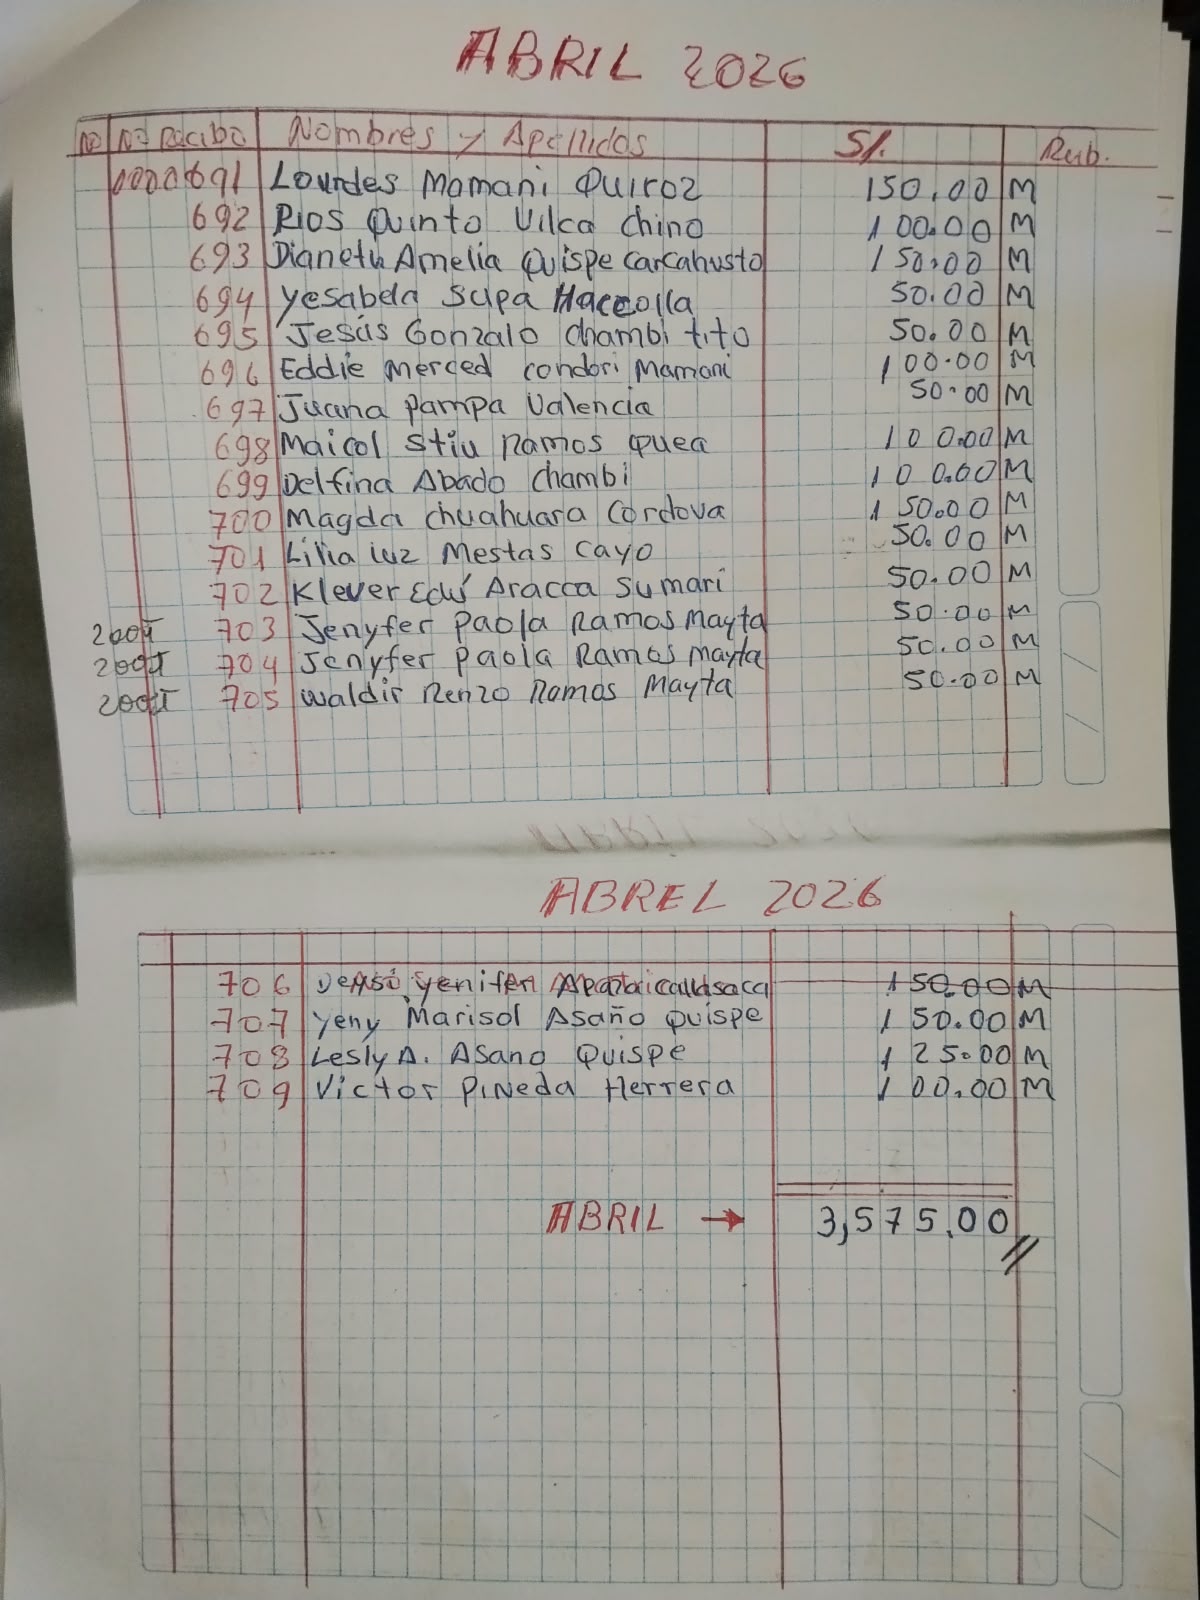 ABRIL 2026
Nº Nº Recibo Nombres y Apellidos S/. Rub.
0000691 Lourdes Mamani Quiroz 150.00 M
692 Rios Quinto Vilca Chino 100.00 M
693 Dianeth Amelia Quispe Carcahusto 150.00 M
694 Yesabela Supa Haccolla 50.00 M
695 Jesús Gonzalo Chambi tito 50.00 M
696 Eddie Merced Condori Mamani 100.00 M
697 Juana Pampa Valencia 50.00 M
698 Maicol Stiu Ramos Quea 100.00 M
699 Delfina Abado Chambi 100.00 M
700 Magda Chuahuara Cordova 150.00 M
701 Lilia luz Mestas Cayo 50.00 M
702 Klever Edú Aracca Sumari 50.00 M
703 Jenyfer Paola Ramos Mayta 50.00 M
704 Jenyfer Paola Ramos Mayta 50.00 M
705 Waldir Renzo Ramos Mayta 50.00 M
ABREL 2026
706 Yenifer 150.00 M
707 Yeny Marisol Asaño Quispe 150.00 M
708 Lesly A. Asano Quispe 125.00 M
709 Victor Pineda Herrera 100.00 M
ABRIL → 3,575.00